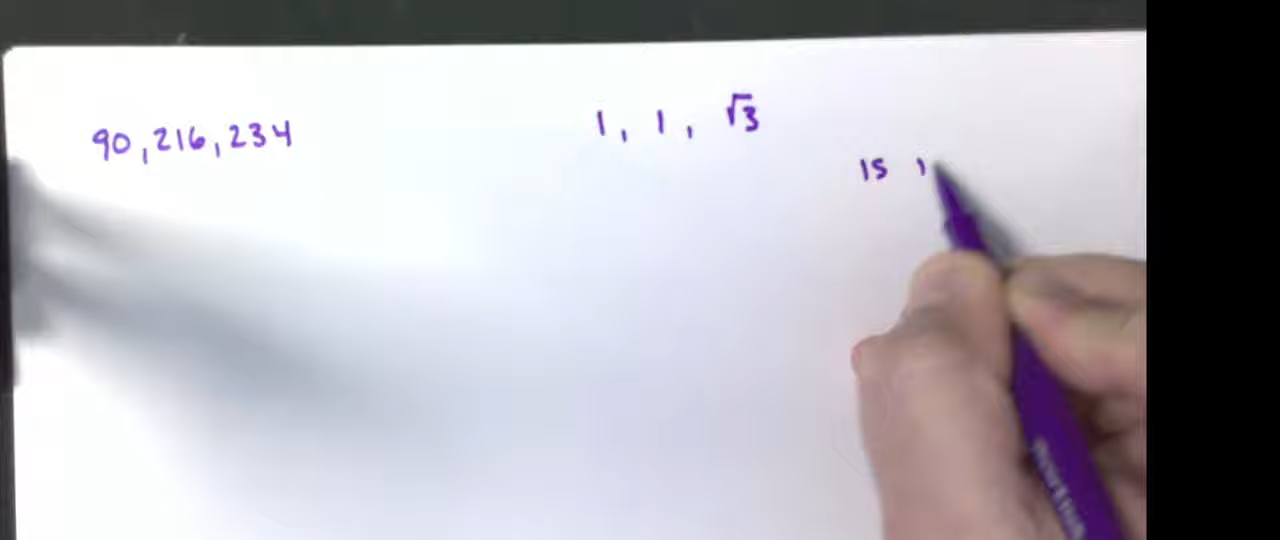 90, 216, 234
1, 1, √3
15,